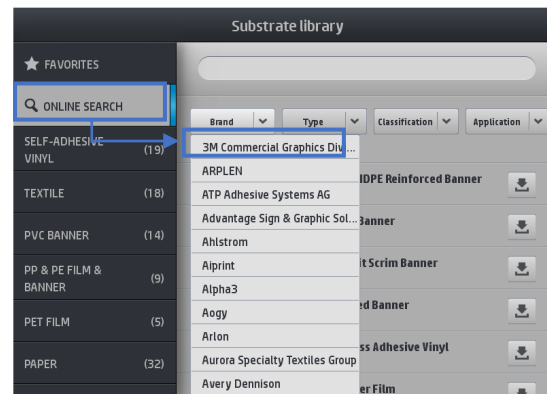 Substrate library
FAVORITES
ONLINE SEARCH
SELF-ADHESIVE
VINYL
(19)
TEXTILE (18)
PVC BANNER (14)
PP & PE FILM &
BANNER
(9)
PET FILM (5)
PAPER (32)
Brand Type Classification Application
3M Commercial Graphics Div...
ARPLEN
ATP Adhesive Systems AG
Advantage Sign & Graphic Sol...
Ahlstrom
Aiprint
Alpha3
Aogy
Arlon
Aurora Specialty Textiles Group
Avery Dennison
HDPE Reinforced Banner
Banner
it Scrim Banner
ed Banner
ss Adhesive Vinyl
er Film